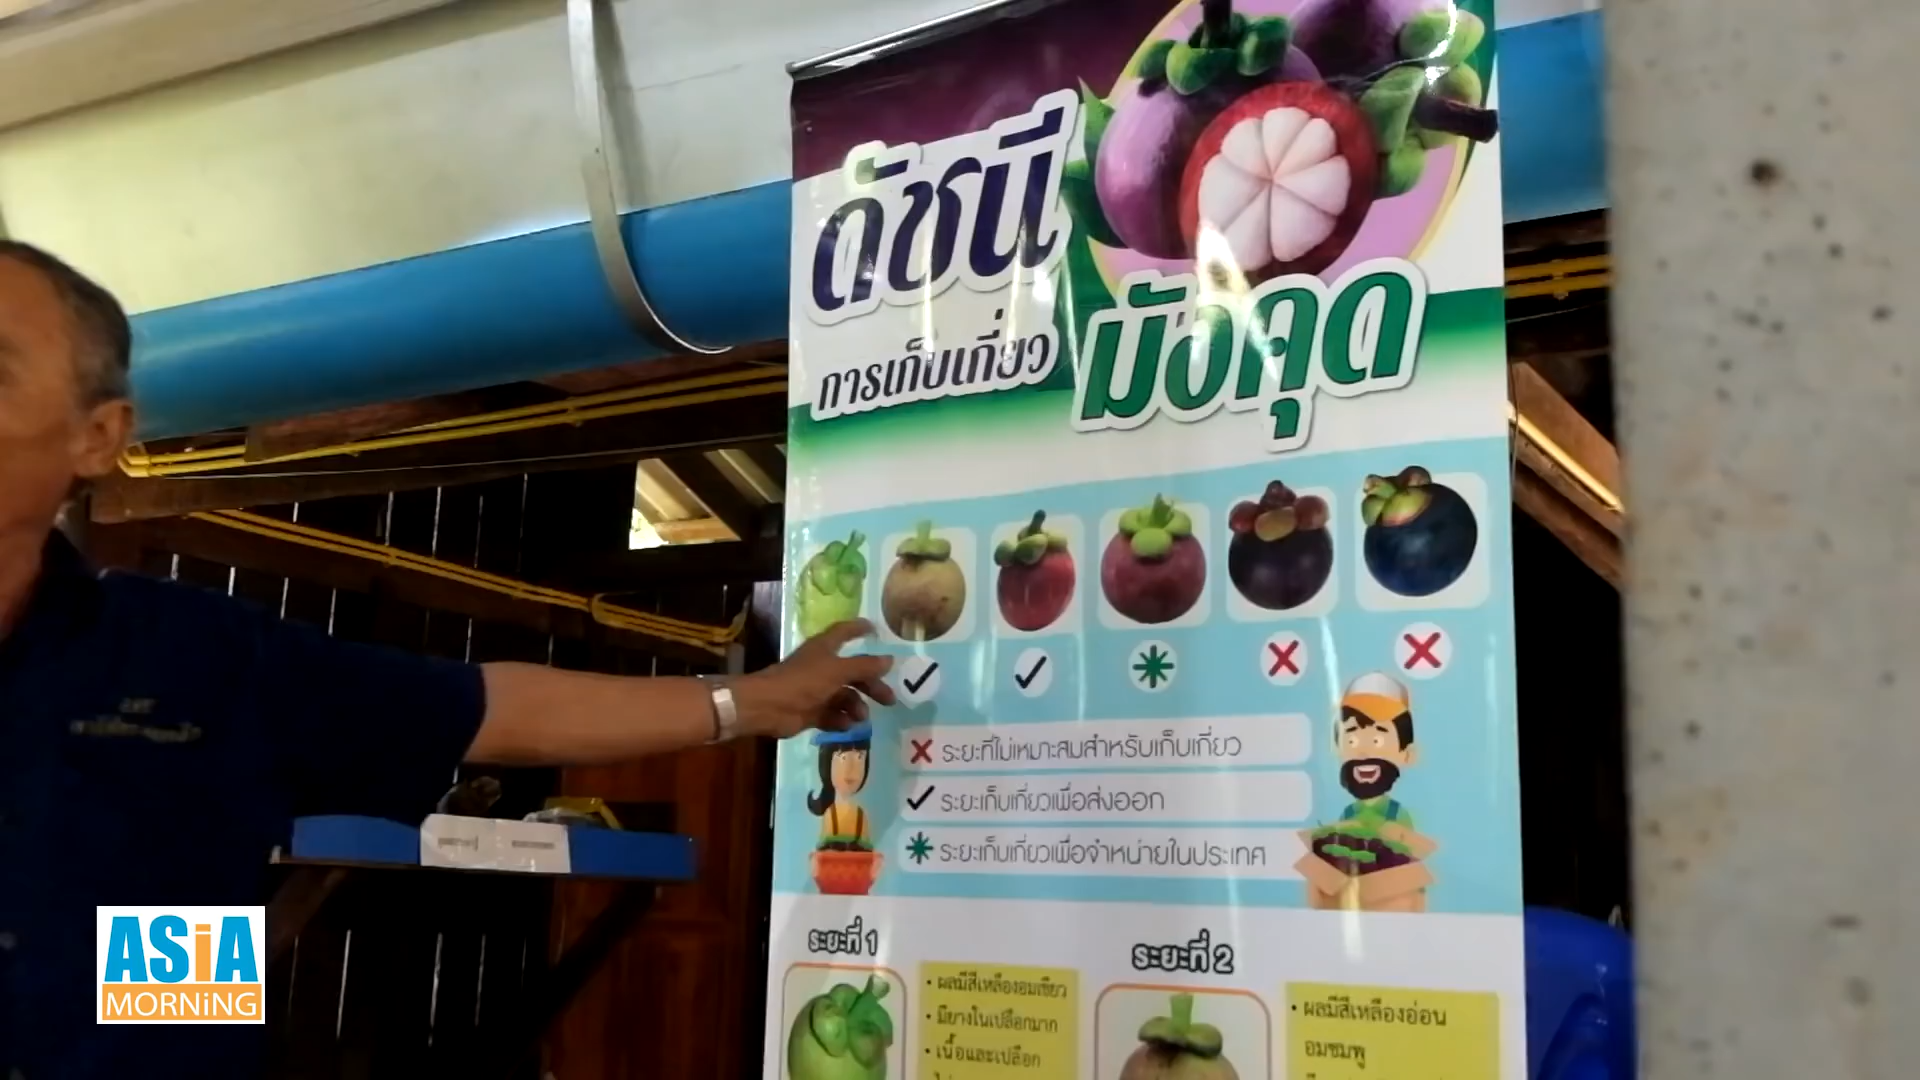 ดัชนี
การเก็บเกี่ยว มังคุด
ระยะที่ไม่เหมาะสมสำหรับเก็บเกี่ยว
ระยะเก็บเกี่ยวเพื่อส่งออก
ระยะเก็บเกี่ยวเพื่อจำหน่ายในประเทศ
ระยะที่ 1
• ผลมีสีเหลืองอมเขียว
• มียางในเปลือกมาก
• เนื้อและเปลือก
ระยะที่ 2
• ผลมีสีเหลืองอ่อน
อมชมพู
ASiA
MORNiNG